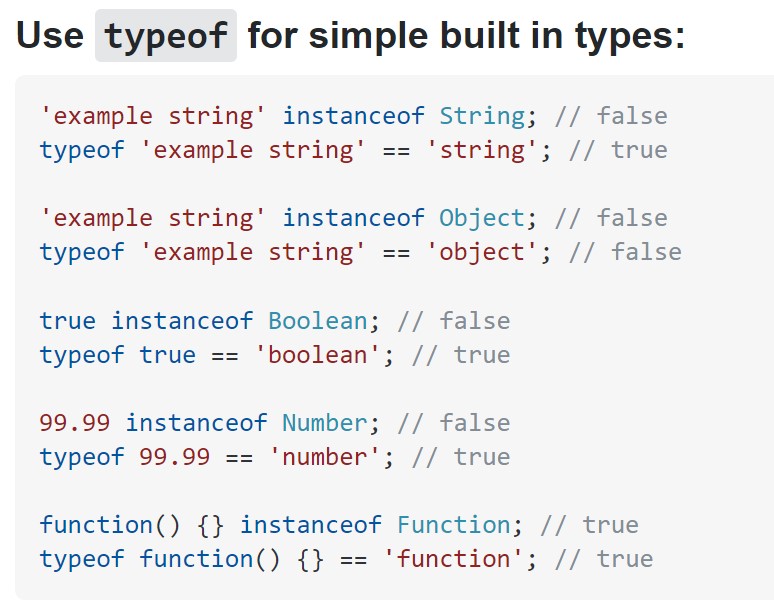 Use typeof for simple built in types:
'example string' instanceof String; // false
typeof 'example string' == 'string'; // true
'example string' instanceof Object; // false
typeof 'example string' == 'object'; // false
true instanceof Boolean; // false
typeof true == 'boolean'; // true
99.99 instanceof Number; // false
typeof 99.99 == 'number'; // true
function() {} instanceof Function; // true
typeof function() {} == 'function'; // true